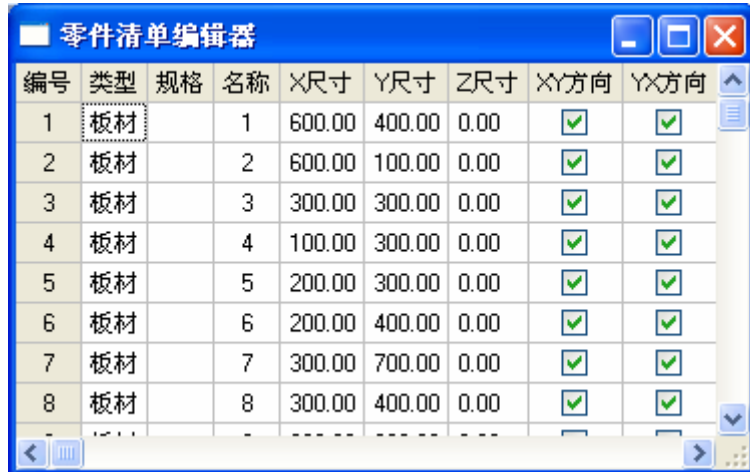 零件清单编辑器
编号 类型 规格 名称 X尺寸 Y尺寸 Z尺寸 XY方向 YX方向
1 板材 1 600.00 400.00 0.00
2 板材 2 600.00 100.00 0.00
3 板材 3 300.00 300.00 0.00
4 板材 4 100.00 300.00 0.00
5 板材 5 200.00 300.00 0.00
6 板材 6 200.00 400.00 0.00
7 板材 7 300.00 700.00 0.00
8 板材 8 300.00 400.00 0.00